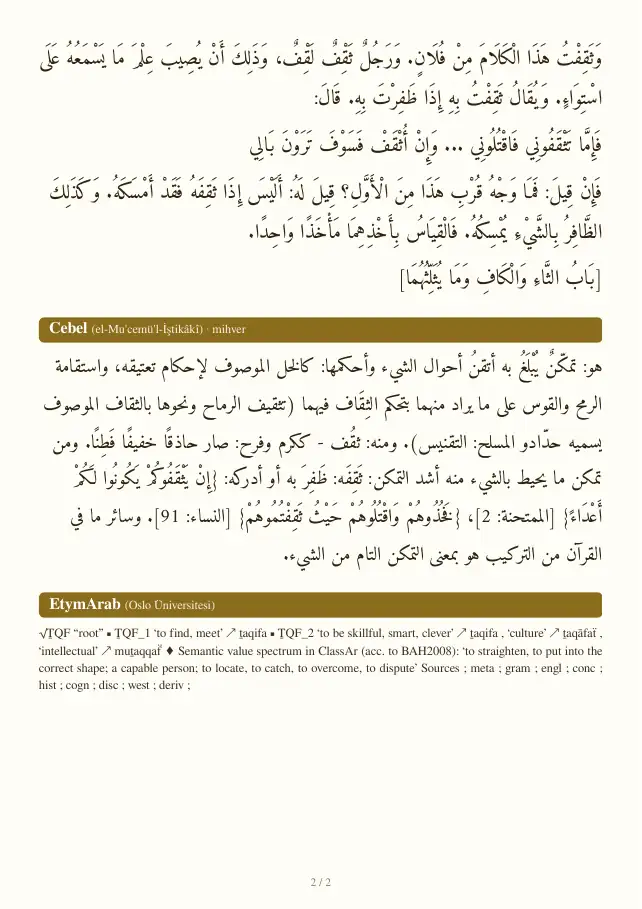 وَثَقِفْتُ هَذَا الْكَلَامَ مِنْ فُلَانٍ. وَرَجُلٌ ثَقْفٌ لَقْفٌ، وَذَلِكَ أَنْ يُصِيبَ عِلْمَ مَا يَسْمَعُهُ عَلَى
اسْتِوَاءٍ. وَيُقَالُ ثَقِفْتُ بِهِ إِذَا ظَفِرْتَ بِهِ. قَالَ:
فَإِمَّا تَثْقَفُونِي فَاقْتُلُونِي ... وَإِنْ أُثْقَفْ فَسَوْفَ تَرَوْنَ بَالِي
فَإِنْ قِيلَ: فَمَا وَجْهُ قُرْبِ هَذَا مِنَ الْأَوَّلِ؟ قِيلَ لَهُ: أَلَيْسَ إِذَا ثَقِفَهُ فَقَدْ أَمْسَكَهُ. وَكَذَلِكَ
الظَّافِرُ بِالشَّيْءِ يُمْسِكُهُ. فَالْقِيَاسُ بِأَخْذِهِمَا مَأْخَذًا وَاحِدًا.
[بَابُ الثَّاءِ وَالْكَافِ وَمَا يُثَلِّثُهُمَا]
Cebel (el-Mu'cemü'l-İştikâkî) · mihver
هو: تمكّنٌ يُبْلَغُ به أتقنُ أحوال الشيء وأحكمها: كالخل الموصوف لإحكام تعتيقه، واستقامة
الرمح والقوس على ما يراد منهما بتحكم الثِقَاف فيهما (تثقيف الرماح ونحوها بالثقاف الموصوف
يسميه حدّادو المسلح: التقنيس). ومنه: ثقُف - ككرم وفرح: صار حاذقًا خفيفًا فَطِنًا. ومن
تمكن ما يحيط بالشيء منه أشد التمكن: ثَقِفَه: ظَفِرَ به أو أدركه: {إِنْ يَثْقَفُوكُمْ يَكُونُوا لَكُمْ
أَعْدَاءً} [الممتحنة: 2]، {فَخُذُوهُمْ وَاقْتُلُوهُمْ حَيْثُ ثَقِفْتُمُوهُمْ} [النساء: 91]. وسائر ما في
القرآن من التركيب هو بمعنى التمكن التام من الشيء.
EtymArab (Oslo Üniversitesi)
√ṮQF “root” ▪ ṮQF_1 ‘to find, meet’ ↗ ṯaqifa ▪ ṮQF_2 ‘to be skillful, smart, clever’ ↗ ṯaqifa , ‘culture’ ↗ ṯaqāfaẗ ,
‘intellectual’ ↗ muṯaqqaf ♦ Semantic value spectrum in ClassAr (acc. to BAH2008): ‘to straighten, to put into the
correct shape; a capable person; to locate, to catch, to overcome, to dispute’ Sources ; meta ; gram ; engl ; conc ;
hist ; cogn ; disc ; west ; deriv ;
2 / 2